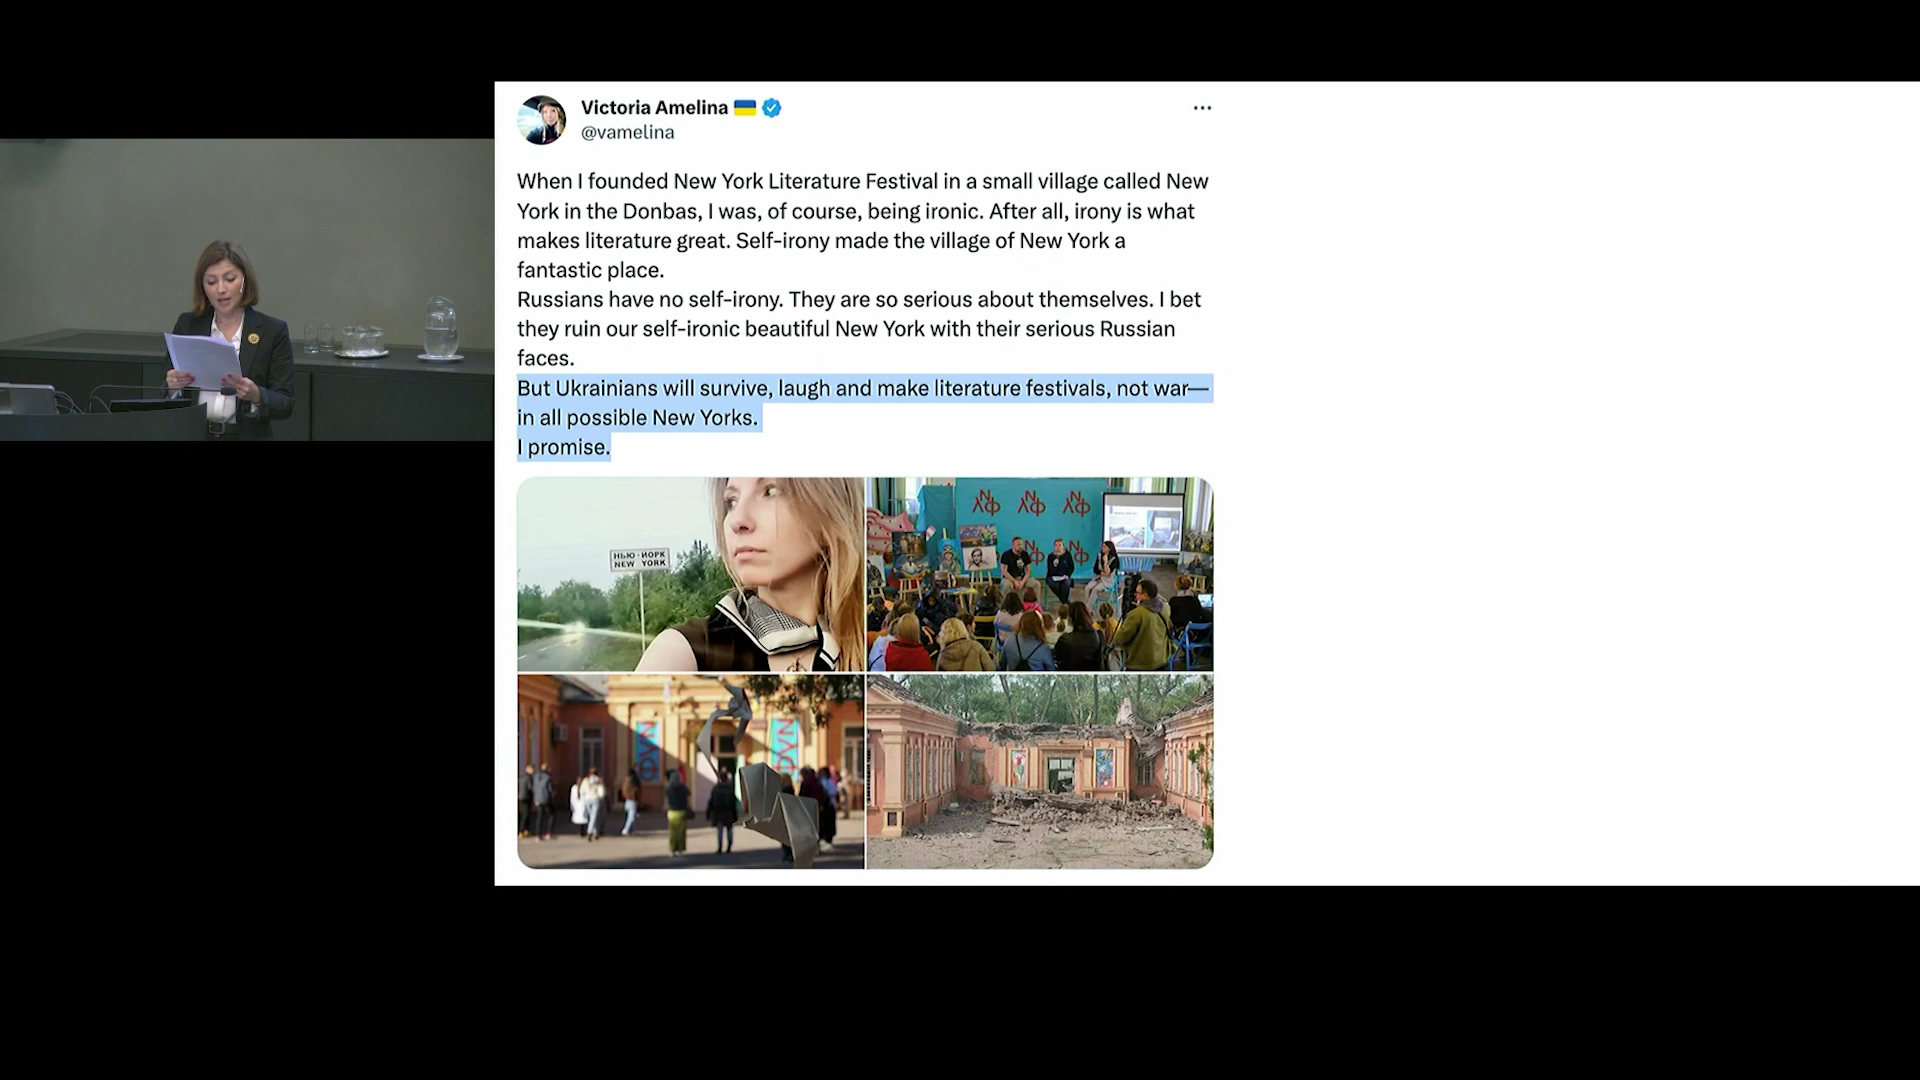 Victoria Amelina
@vamelina
When I founded New York Literature Festival in a small village called New
York in the Donbas, I was, of course, being ironic. After all, irony is what
makes literature great. Self-irony made the village of New York a
fantastic place.
Russians have no self-irony. They are so serious about themselves. I bet
they ruin our self-ironic beautiful New York with their serious Russian
faces.
But Ukrainians will survive, laugh and make literature festivals, not war—
in all possible New Yorks.
I promise.
НЬЮ-ЙОРК
NEW YORK